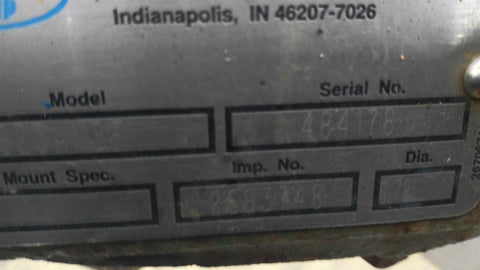 Indianapolis, IN 46207-7026
Model
Serial No.
484178
Mount Spec.
Imp. No.
Dia.